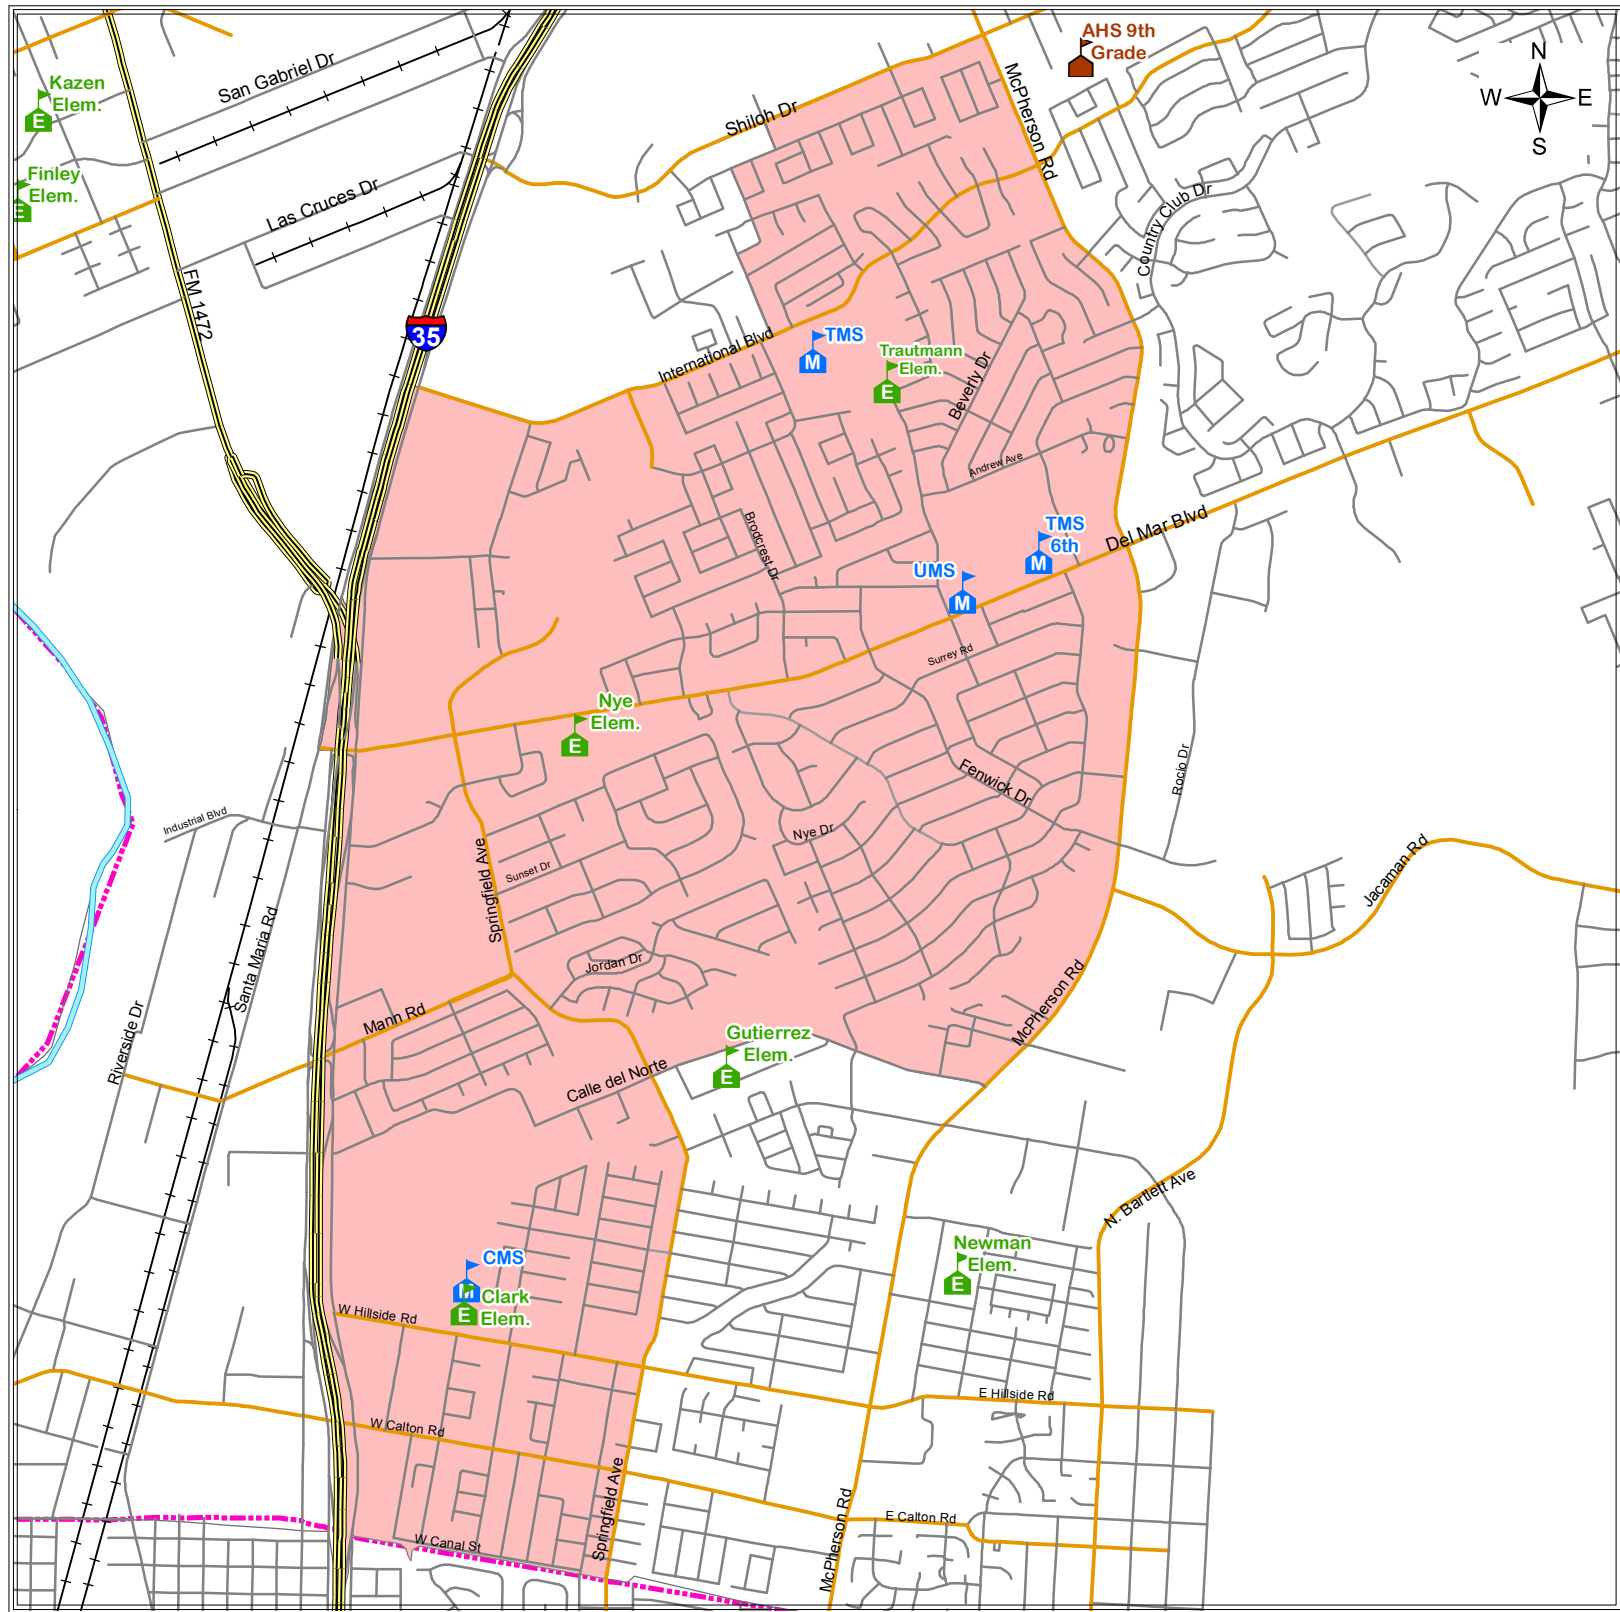 AHS 9th
Grade
N
W E
S
Kazen
Elem.
E
San Gabriel Dr
McPherson Rd
Shiloh Dr
Finley
Elem.
E
Las Cruces Dr
Country Club Dr
FM 1472
35
International Blvd
TMS
M
Trautmann
Elem.
E
Beverly Dr
Andrew Ave
Brodcrest Dr
TMS
6th
M
Del Mar Blvd
UMS
M
Surrey Rd
Nye
Elem.
E
Fenwick Dr
Rocio Dr
Industrial Blvd
Nye Dr
Springfield Ave
Sunset Dr
Jacaman Rd
Santa Maria Rd
Jordan Dr
McPherson Rd
Mann Rd
Riverside Dr
Gutierrez
Elem.
E
Calle del Norte
N. Bartlett Ave
CMS
M
Clark
Elem.
E
Newman
Elem.
E
W Hillside Rd
E Hillside Rd
W Calton Rd
Springfield Ave
McPherson Rd
E Calton Rd
W Canal St